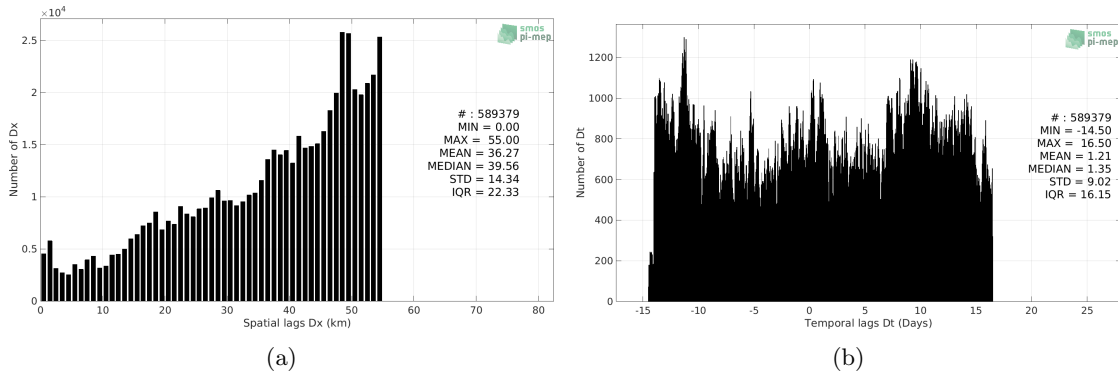 ×10⁴
2.5
2
1.5
1
0.5
0
0 10 20 30 40 50 60 70 80
Number of Dx
Spatial lags Dx (km)
smos
pi-mep
# : 589379
MIN = 0.00
MAX = 55.00
MEAN = 36.27
MEDIAN = 39.56
STD = 14.34
IQR = 22.33
(a)
1200
1000
800
600
400
200
0
-15 -10 -5 0 5 10 15 20 25
Number of Dt
Temporal lags Dt (Days)
smos
pi-mep
# : 589379
MIN = -14.50
MAX = 16.50
MEAN = 1.21
MEDIAN = 1.35
STD = 9.02
IQR = 16.15
(b)